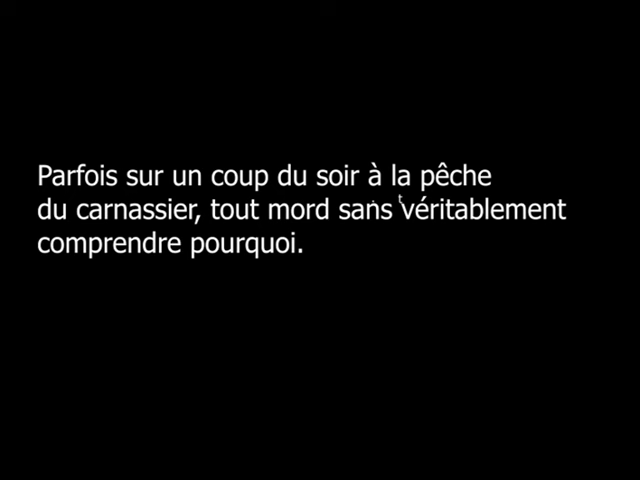 Parfois sur un coup du soir à la pêche
du carnassier, tout mord sans véritablement
comprendre pourquoi.